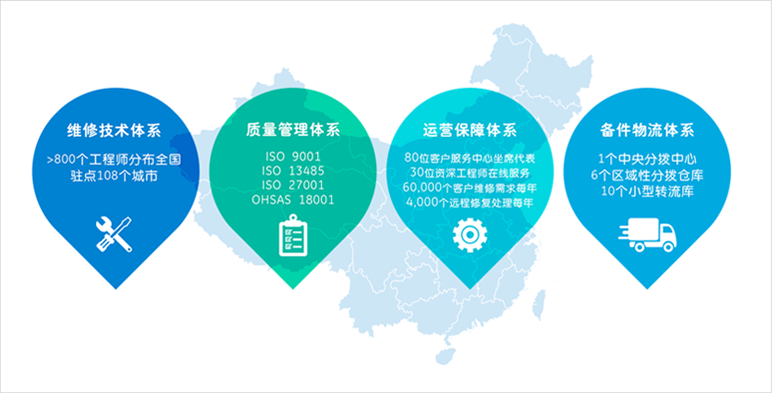 维修技术体系
>800个工程师分布全国
驻点108个城市
质量管理体系
ISO 9001
ISO 13485
ISO 27001
OHSAS 18001
运营保障体系
80位客户服务中心坐席代表
30位资深工程师在线服务
60,000个客户维修需求每年
4,000个远程修复处理每年
备件物流体系
1个中央分拨中心
6个区域性分拨仓库
10个小型转流库